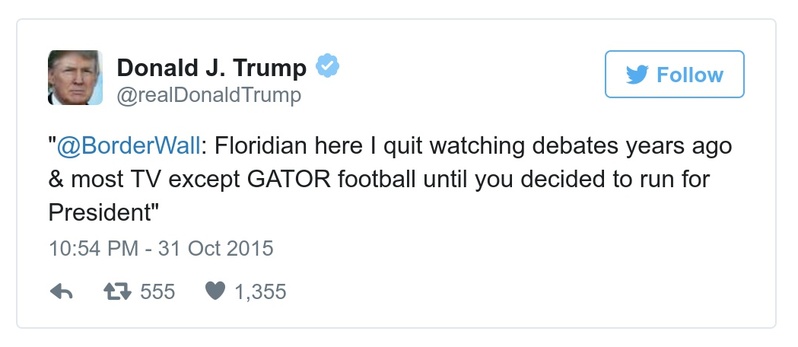 Donald J. Trump
@realDonaldTrump
Follow
"@BorderWall: Floridian here I quit watching debates years ago
& most TV except GATOR football until you decided to run for
President"
10:54 PM - 31 Oct 2015
555 1,355